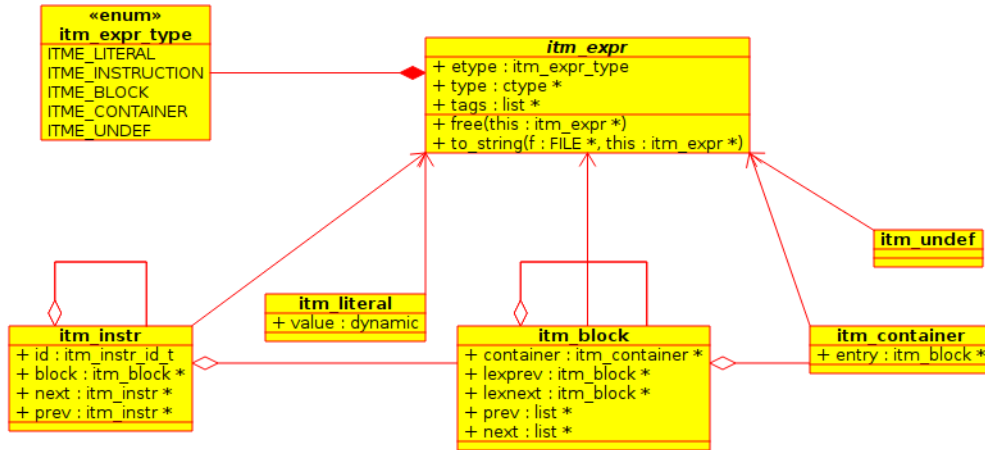 «enum»
itm_expr_type
ITME_LITERAL
ITME_INSTRUCTION
ITME_BLOCK
ITME_CONTAINER
ITME_UNDEF
itm_expr
+ etype : itm_expr_type
+ type : ctype *
+ tags : list *
+ free(this : itm_expr *)
+ to_string(f : FILE *, this : itm_expr *)
itm_undef
itm_literal
+ value : dynamic
itm_instr
+ id : itm_instr_id_t
+ block : itm_block *
+ next : itm_instr *
+ prev : itm_instr *
itm_block
+ container : itm_container *
+ lexprev : itm_block *
+ lexnext : itm_block *
+ prev : list *
+ next : list *
itm_container
+ entry : itm_block *